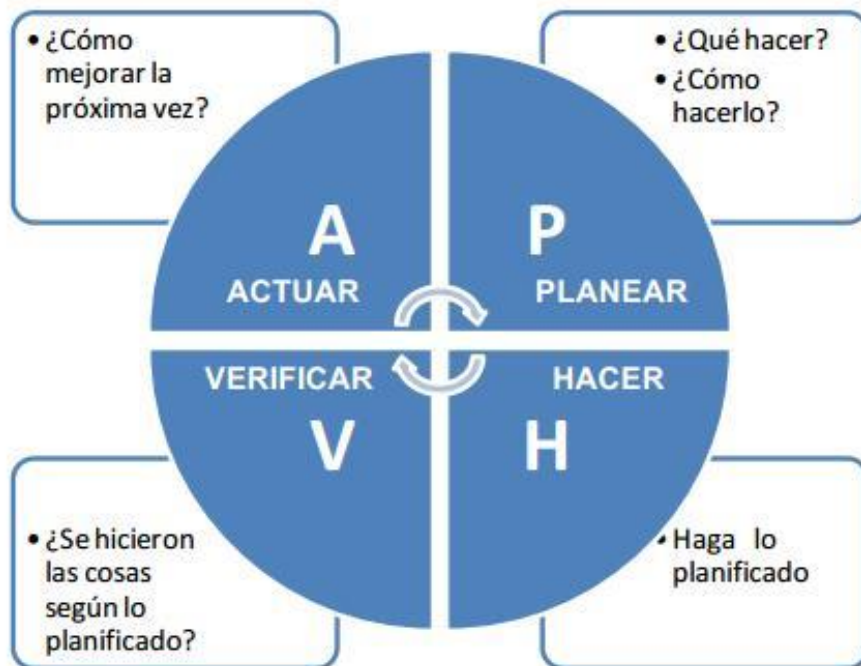 • ¿Cómo
mejorar la
próxima vez?
• ¿Qué hacer?
• ¿Cómo
hacerlo?
A
ACTUAR
P
PLANEAR
VERIFICAR
V
HACER
H
• ¿Se hicieron
las cosas
según lo
planificado?
• Haga lo
planificado